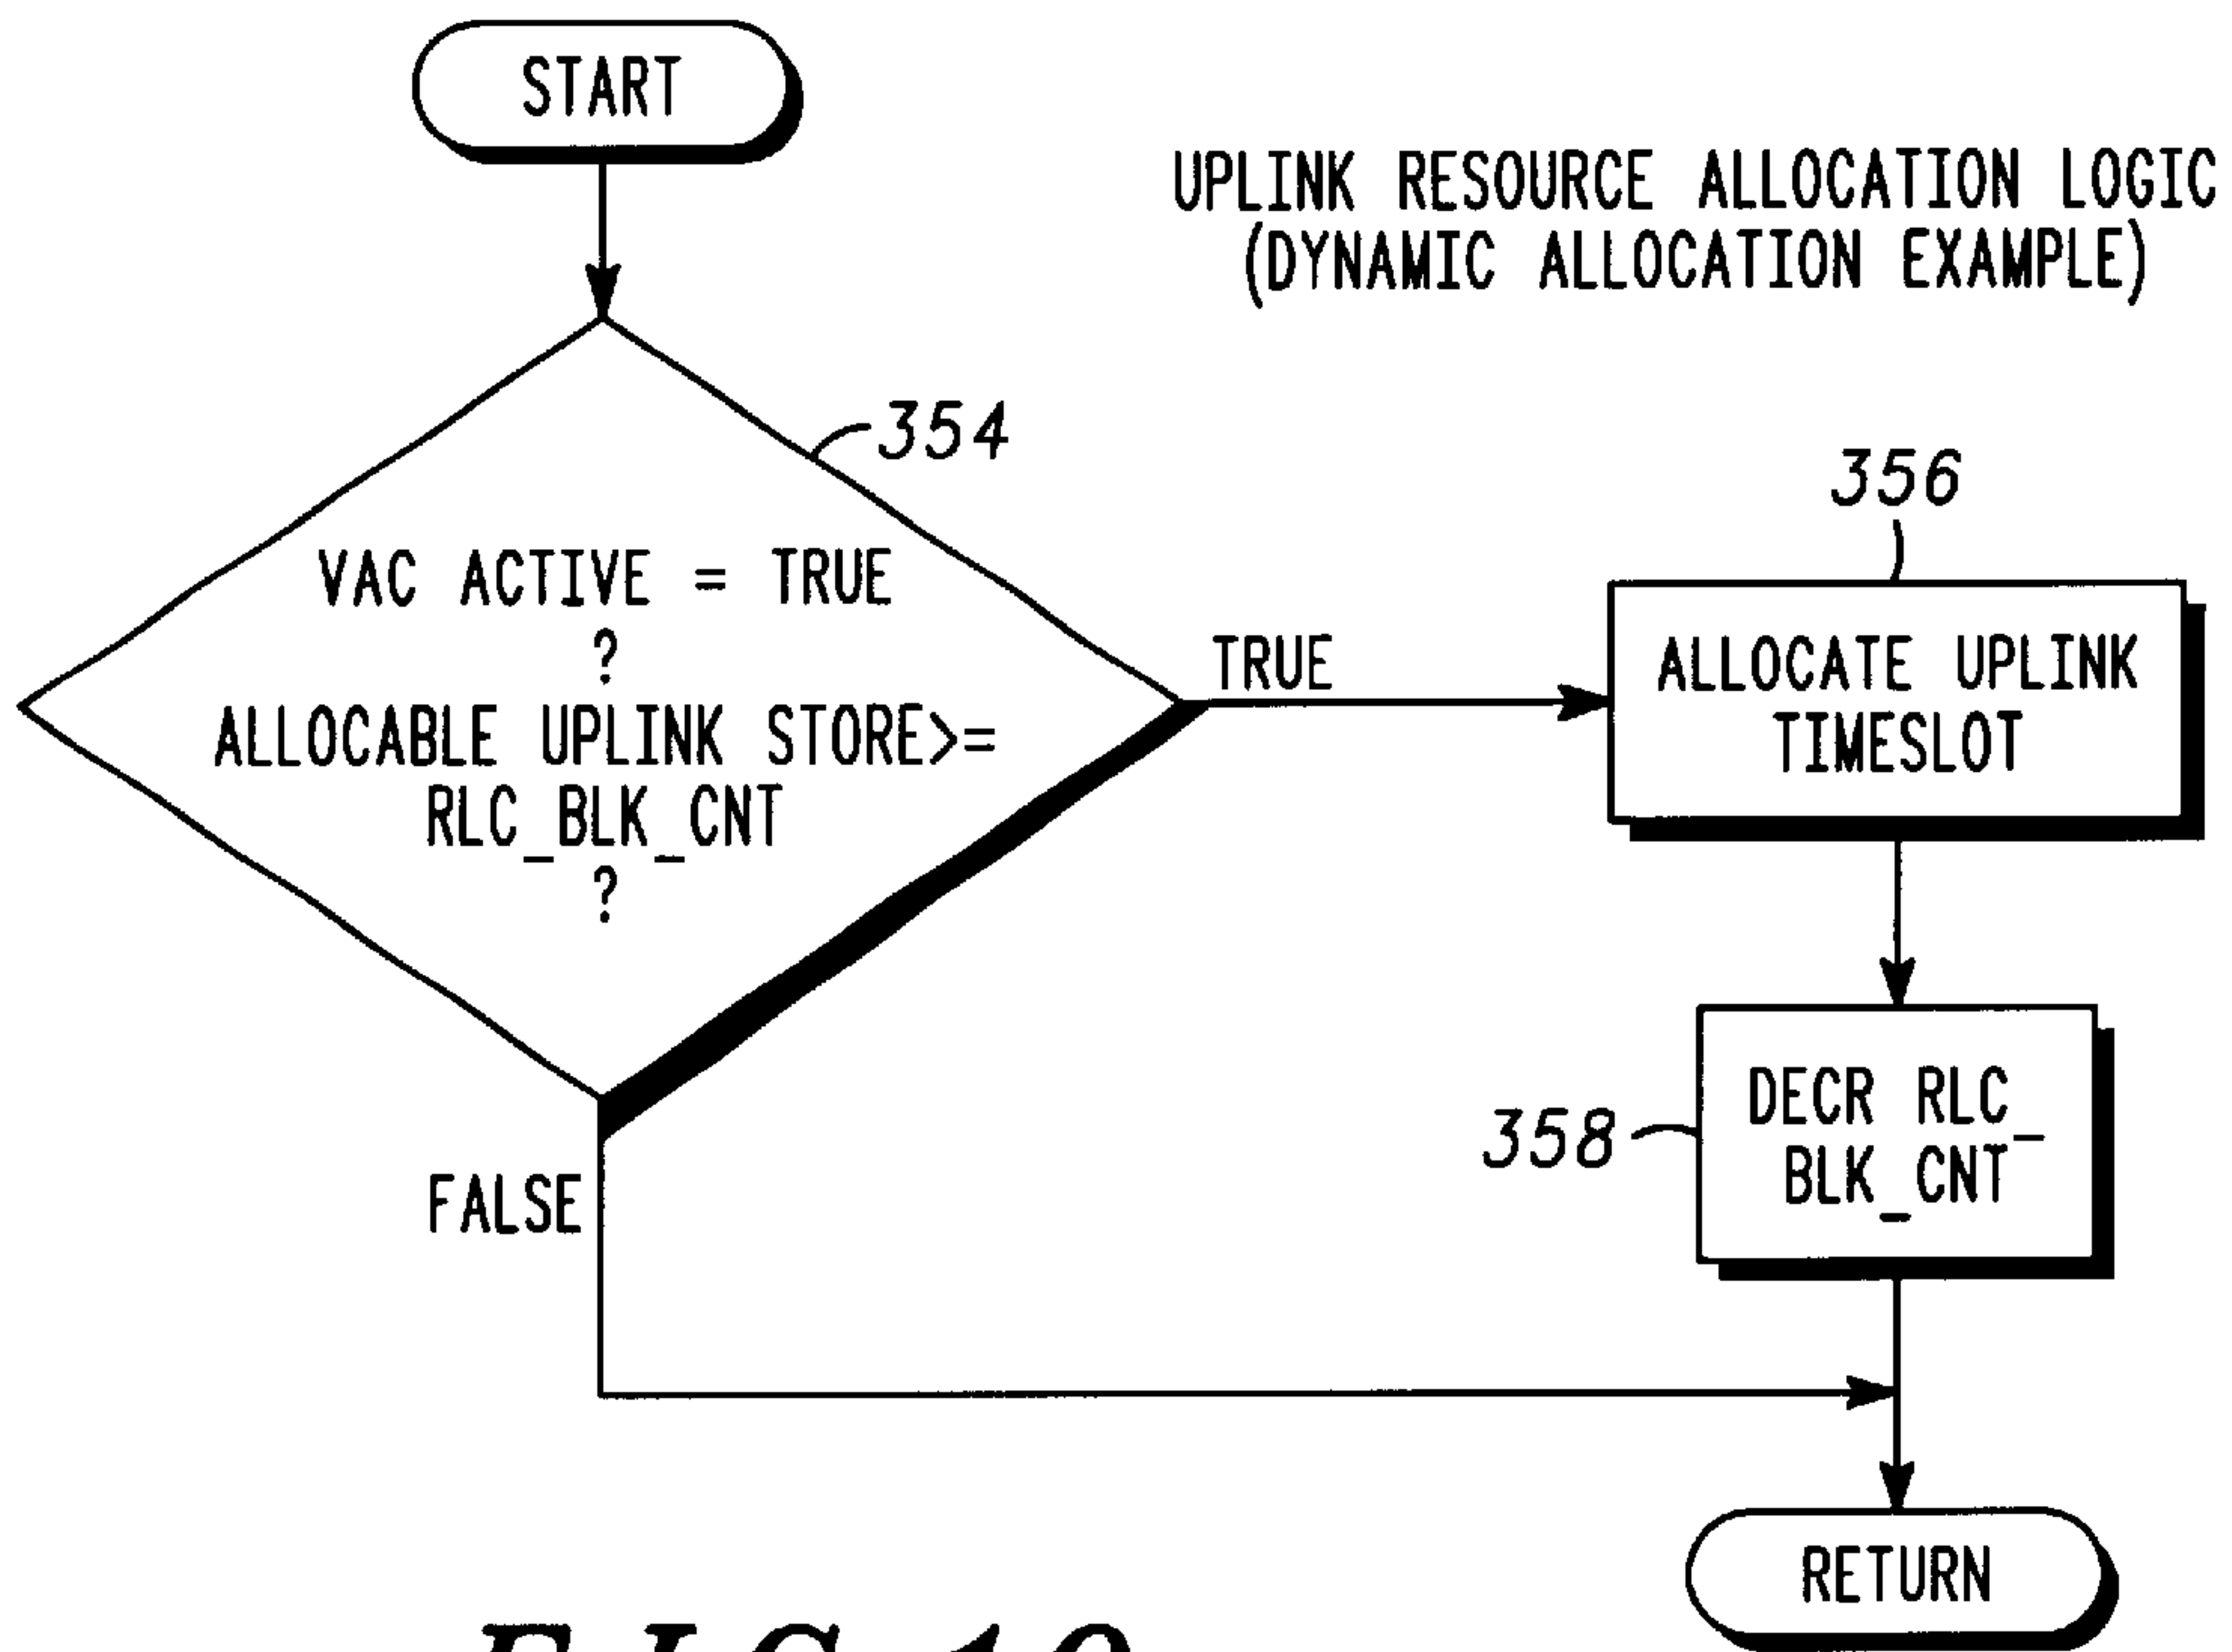 START
UPLINK RESOURCE ALLOCATION LOGIC
(DYNAMIC ALLOCATION EXAMPLE)
354
VAC ACTIVE = TRUE
?
ALLOCABLE UPLINK STORE>=
RLC_BLK_CNT
?
TRUE
356
ALLOCATE UPLINK
TIMESLOT
358
DECR RLC_
BLK_CNT
FALSE
RETURN